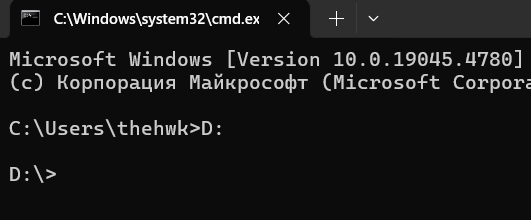 C:\Windows\system32\cmd.ex
Microsoft Windows [Version 10.0.19045.4780]
(c) Корпорация Майкрософт (Microsoft Corpora
C:\Users\thehwk>D:
D:\>